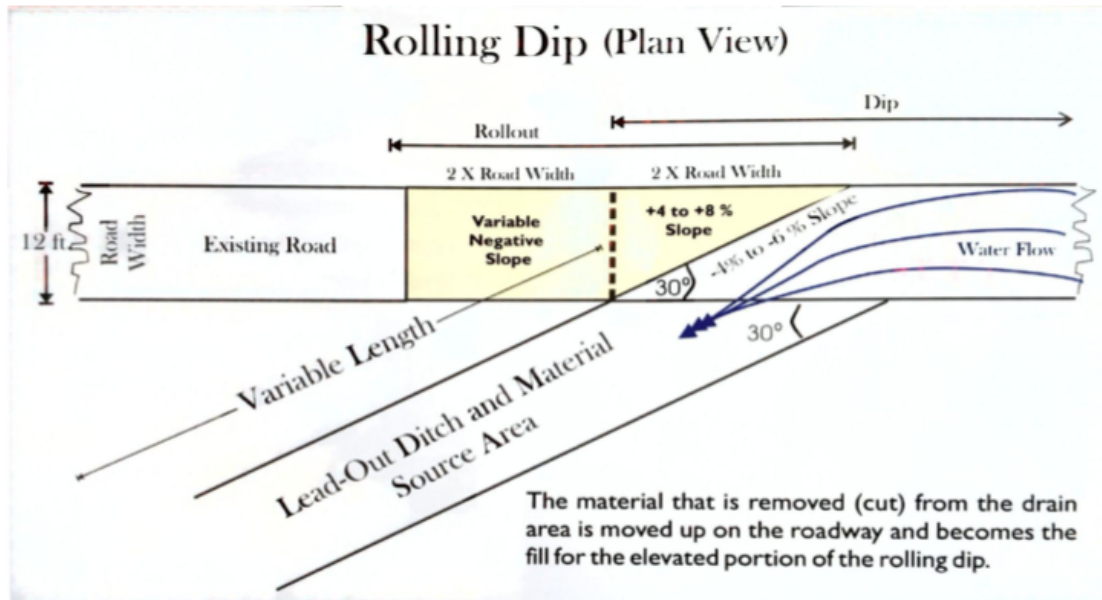 Rolling Dip (Plan View)
Dip
Rollout
2 X Road Width
2 X Road Width
12 ft.
Road
Width
Existing Road
Variable
Negative
Slope
+4 to +8 %
Slope
-4% to -6 % Slope
Water Flow
30°
30°
Variable Length
Lead-Out Ditch and Material
Source Area
The material that is removed (cut) from the drain
area is moved up on the roadway and becomes the
fill for the elevated portion of the rolling dip.